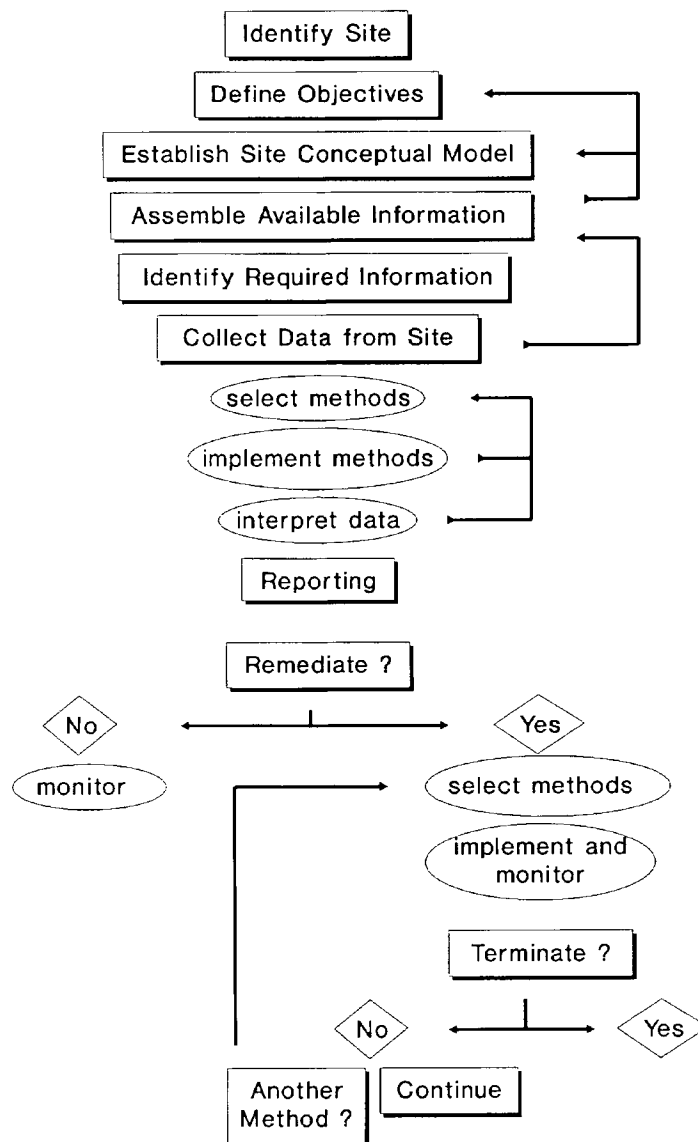 Identify Site
Define Objectives
Establish Site Conceptual Model
Assemble Available Information
Identify Required Information
Collect Data from Site
select methods
implement methods
interpret data
Reporting
Remediate ?
No
Yes
monitor
select methods
implement and
monitor
Terminate ?
No
Yes
Another
Method ?
Continue